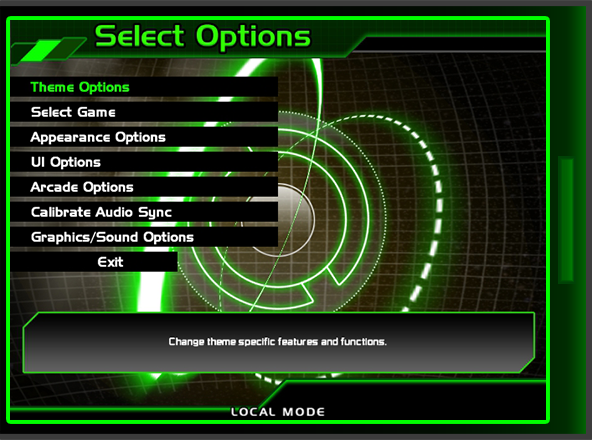 Select Options
Theme Options
Select Game
Appearance Options
UI Options
Arcade Options
Calibrate Audio Sync
Graphics/Sound Options
Exit
Change theme specific features and functions.
LOCAL MODE